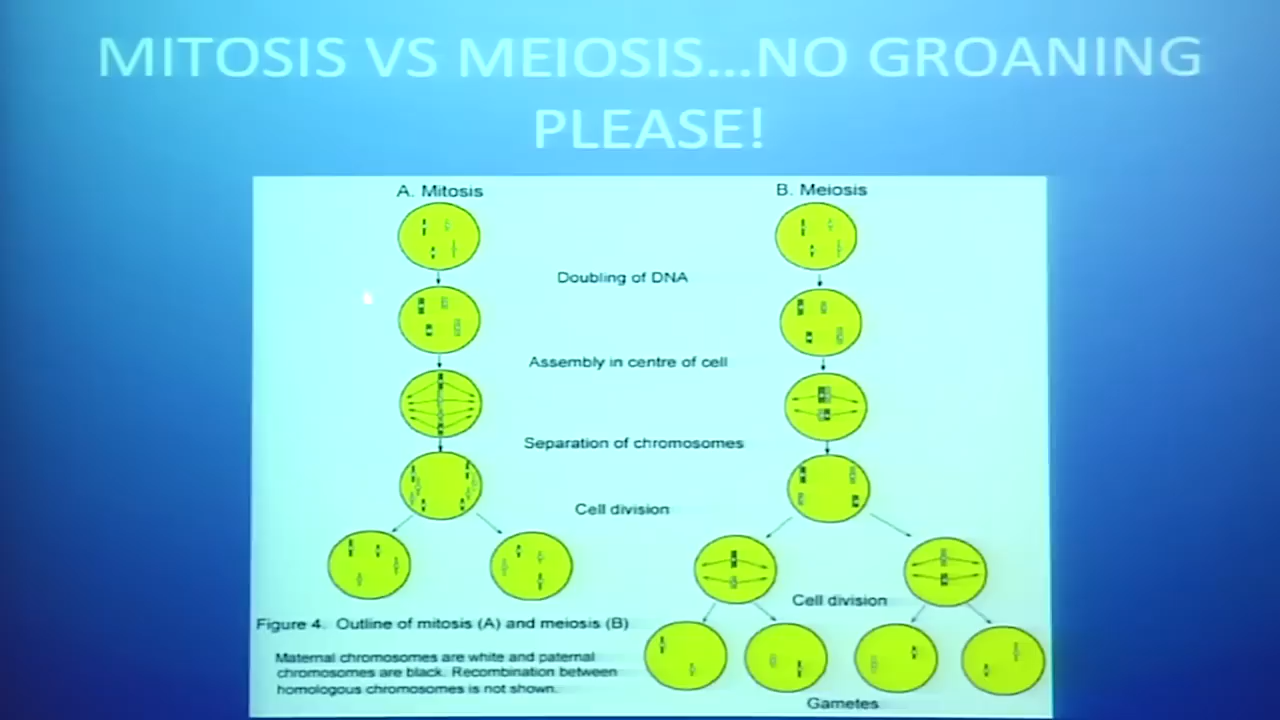 MITOSIS VS MEIOSIS...NO GROANING
PLEASE!
A. Mitosis
B. Meiosis
Doubling of DNA
Assembly in centre of cell
Separation of chromosomes
Cell division
Cell division
Figure 4. Outline of mitosis (A) and meiosis (B)
Maternal chromosomes are white and paternal
chromosomes are black. Recombination between
homologous chromosomes is not shown.
Gametes